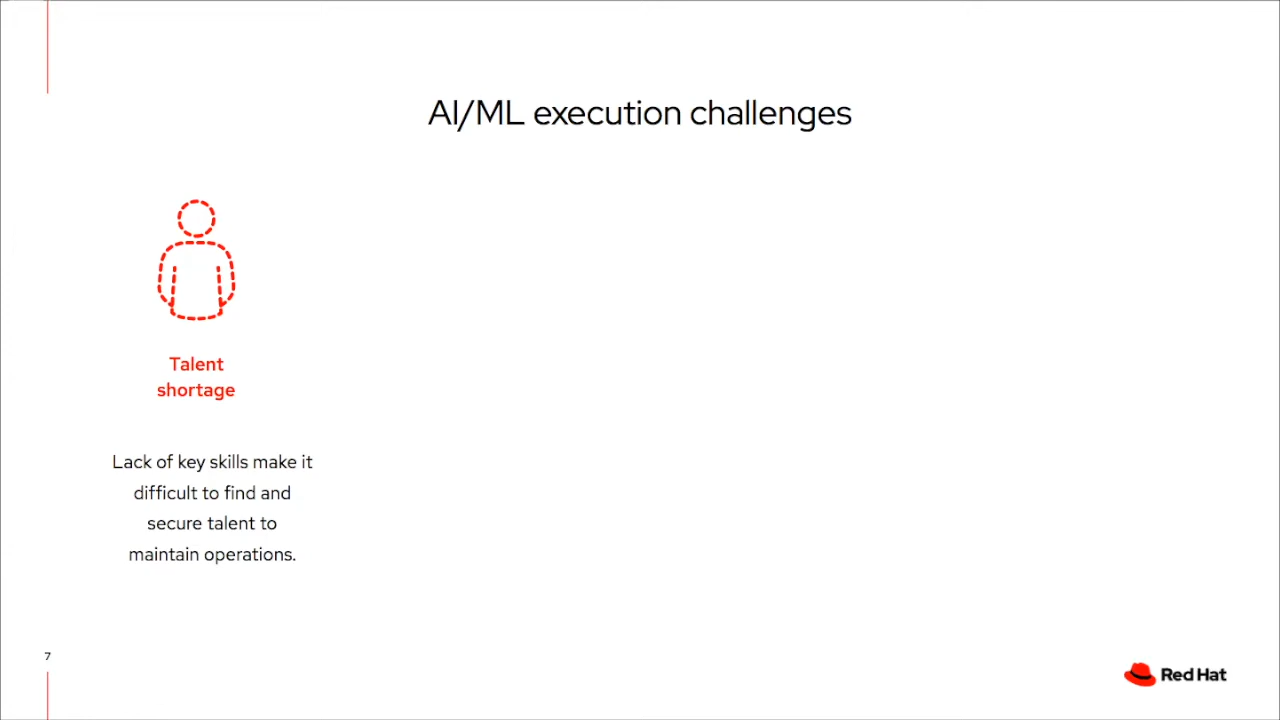 AI/ML execution challenges
Talent
shortage
Lack of key skills make it
difficult to find and
secure talent to
maintain operations.
7
Red Hat